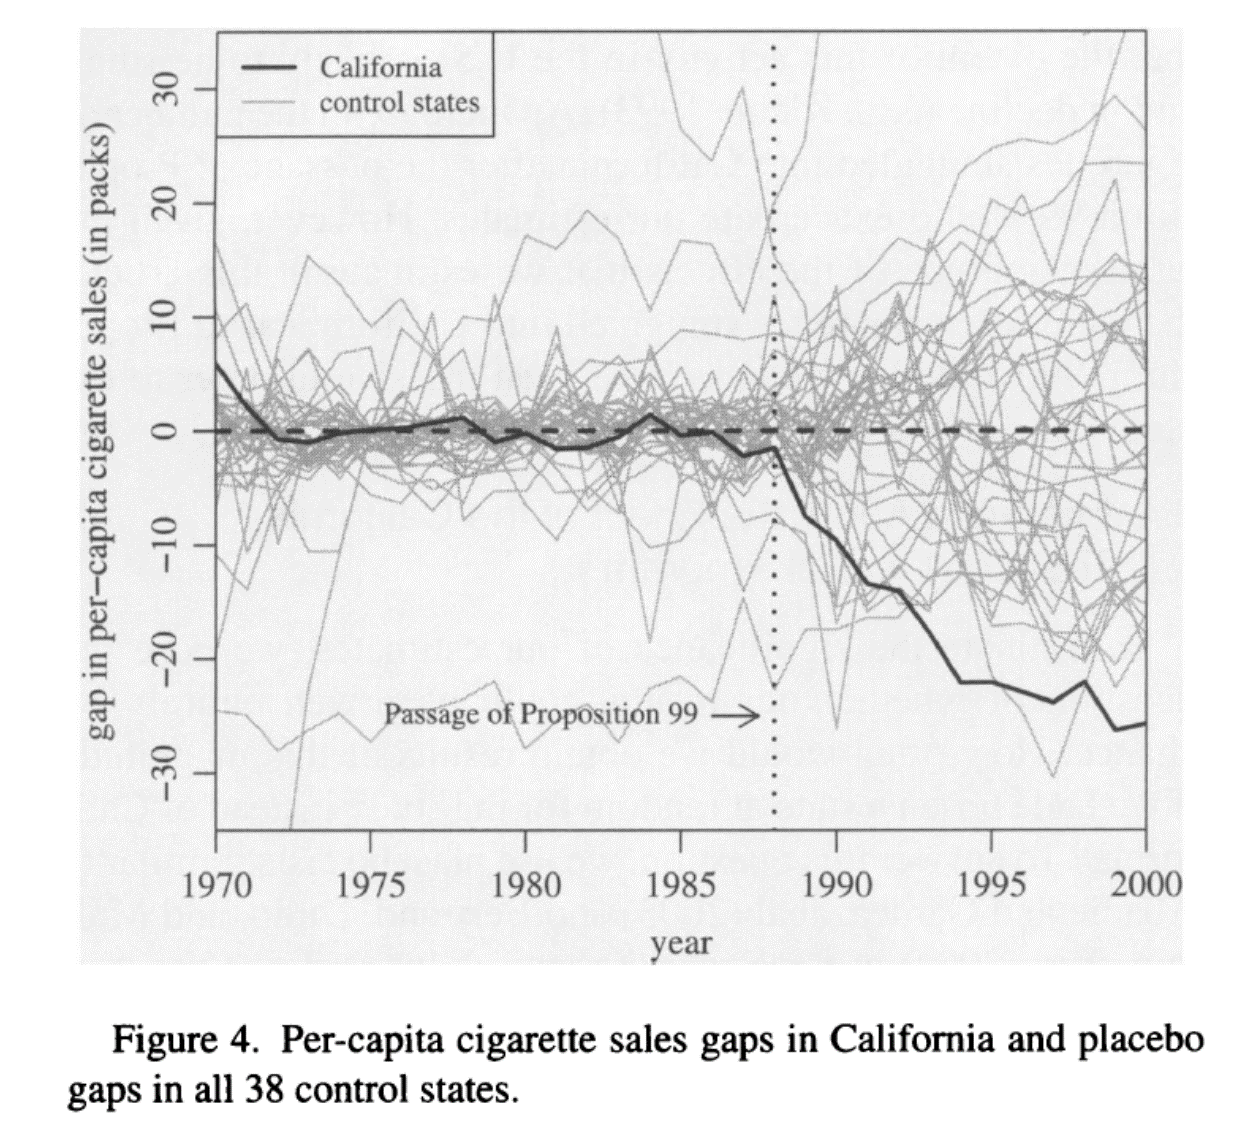 California
control states
gap in per-capita cigarette sales (in packs)
30
20
10
0
-10
-20
-30
Passage of Proposition 99
1970 1975 1980 1985 1990 1995 2000
year
Figure 4. Per-capita cigarette sales gaps in California and placebo
gaps in all 38 control states.